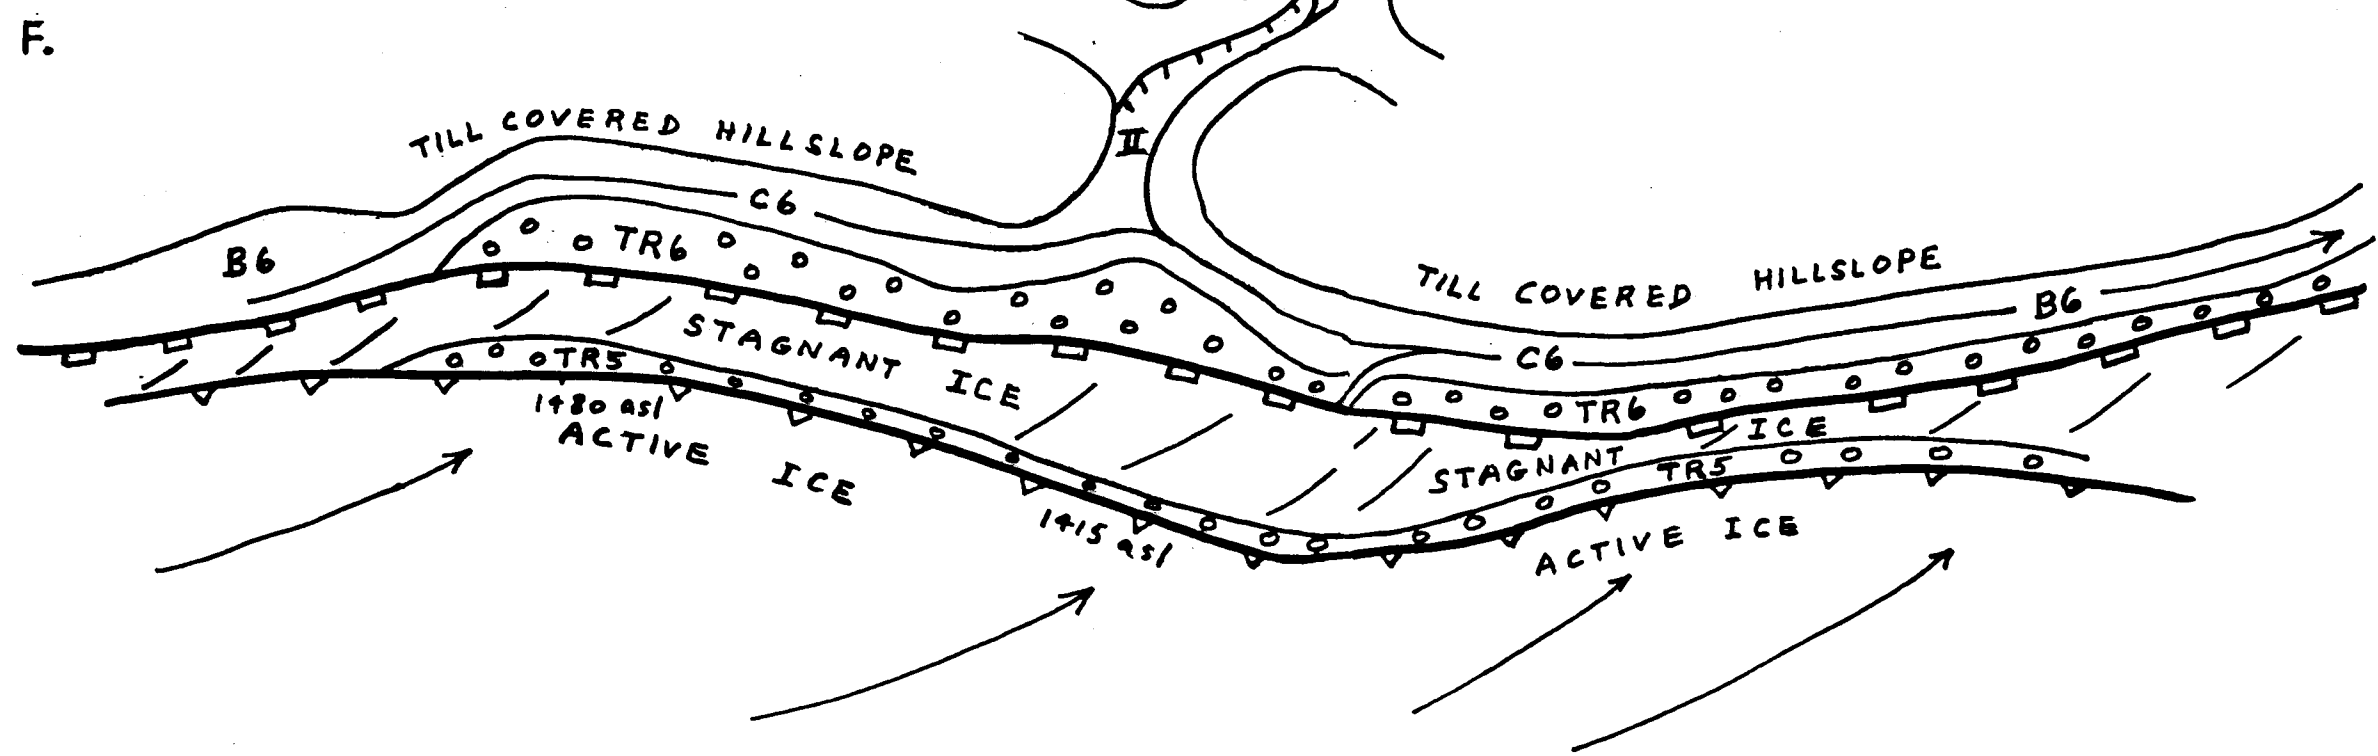 F.
II
TILL COVERED HILLSLOPE
C6
B6
TR6
TILL COVERED HILLSLOPE
B6
STAGNANT ICE
C6
TR5
TR6
1480 asl
ICE
ACTIVE ICE
STAGNANT
TR5
1415 asl
ACTIVE ICE